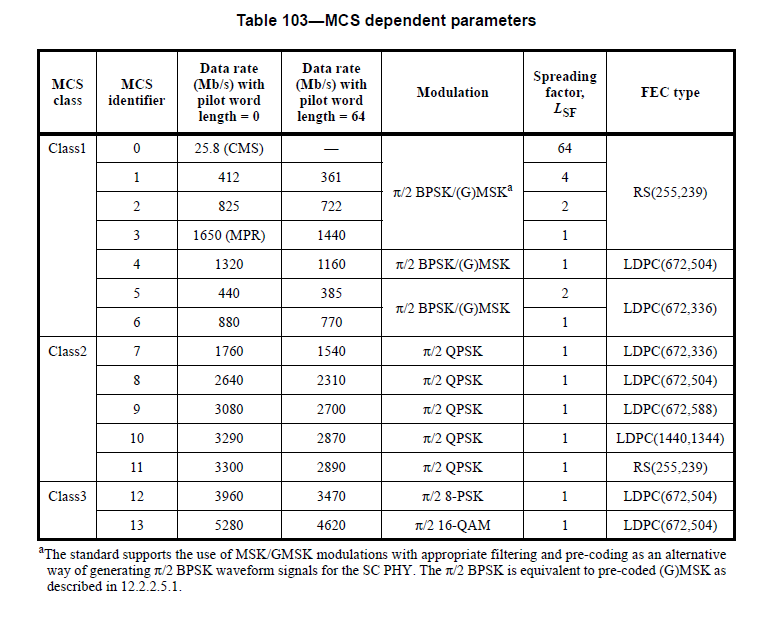 Table 103—MCS dependent parameters
MCS class | MCS identifier | Data rate (Mb/s) with pilot word length = 0 | Data rate (Mb/s) with pilot word length = 64 | Modulation | Spreading factor, LSF | FEC type
Class1 | 0 | 25.8 (CMS) | — | π/2 BPSK/(G)MSKa | 64 | RS(255,239)
1 | 412 | 361 | 4
2 | 825 | 722 | 2
3 | 1650 (MPR) | 1440 | 1
4 | 1320 | 1160 | π/2 BPSK/(G)MSK | 1 | LDPC(672,504)
5 | 440 | 385 | π/2 BPSK/(G)MSK | 2 | LDPC(672,336)
6 | 880 | 770 | 1
Class2 | 7 | 1760 | 1540 | π/2 QPSK | 1 | LDPC(672,336)
8 | 2640 | 2310 | π/2 QPSK | 1 | LDPC(672,504)
9 | 3080 | 2700 | π/2 QPSK | 1 | LDPC(672,588)
10 | 3290 | 2870 | π/2 QPSK | 1 | LDPC(1440,1344)
11 | 3300 | 2890 | π/2 QPSK | 1 | RS(255,239)
Class3 | 12 | 3960 | 3470 | π/2 8-PSK | 1 | LDPC(672,504)
13 | 5280 | 4620 | π/2 16-QAM | 1 | LDPC(672,504)
aThe standard supports the use of MSK/GMSK modulations with appropriate filtering and pre-coding as an alternative
way of generating π/2 BPSK waveform signals for the SC PHY. The π/2 BPSK is equivalent to pre-coded (G)MSK as
described in 12.2.2.5.1.